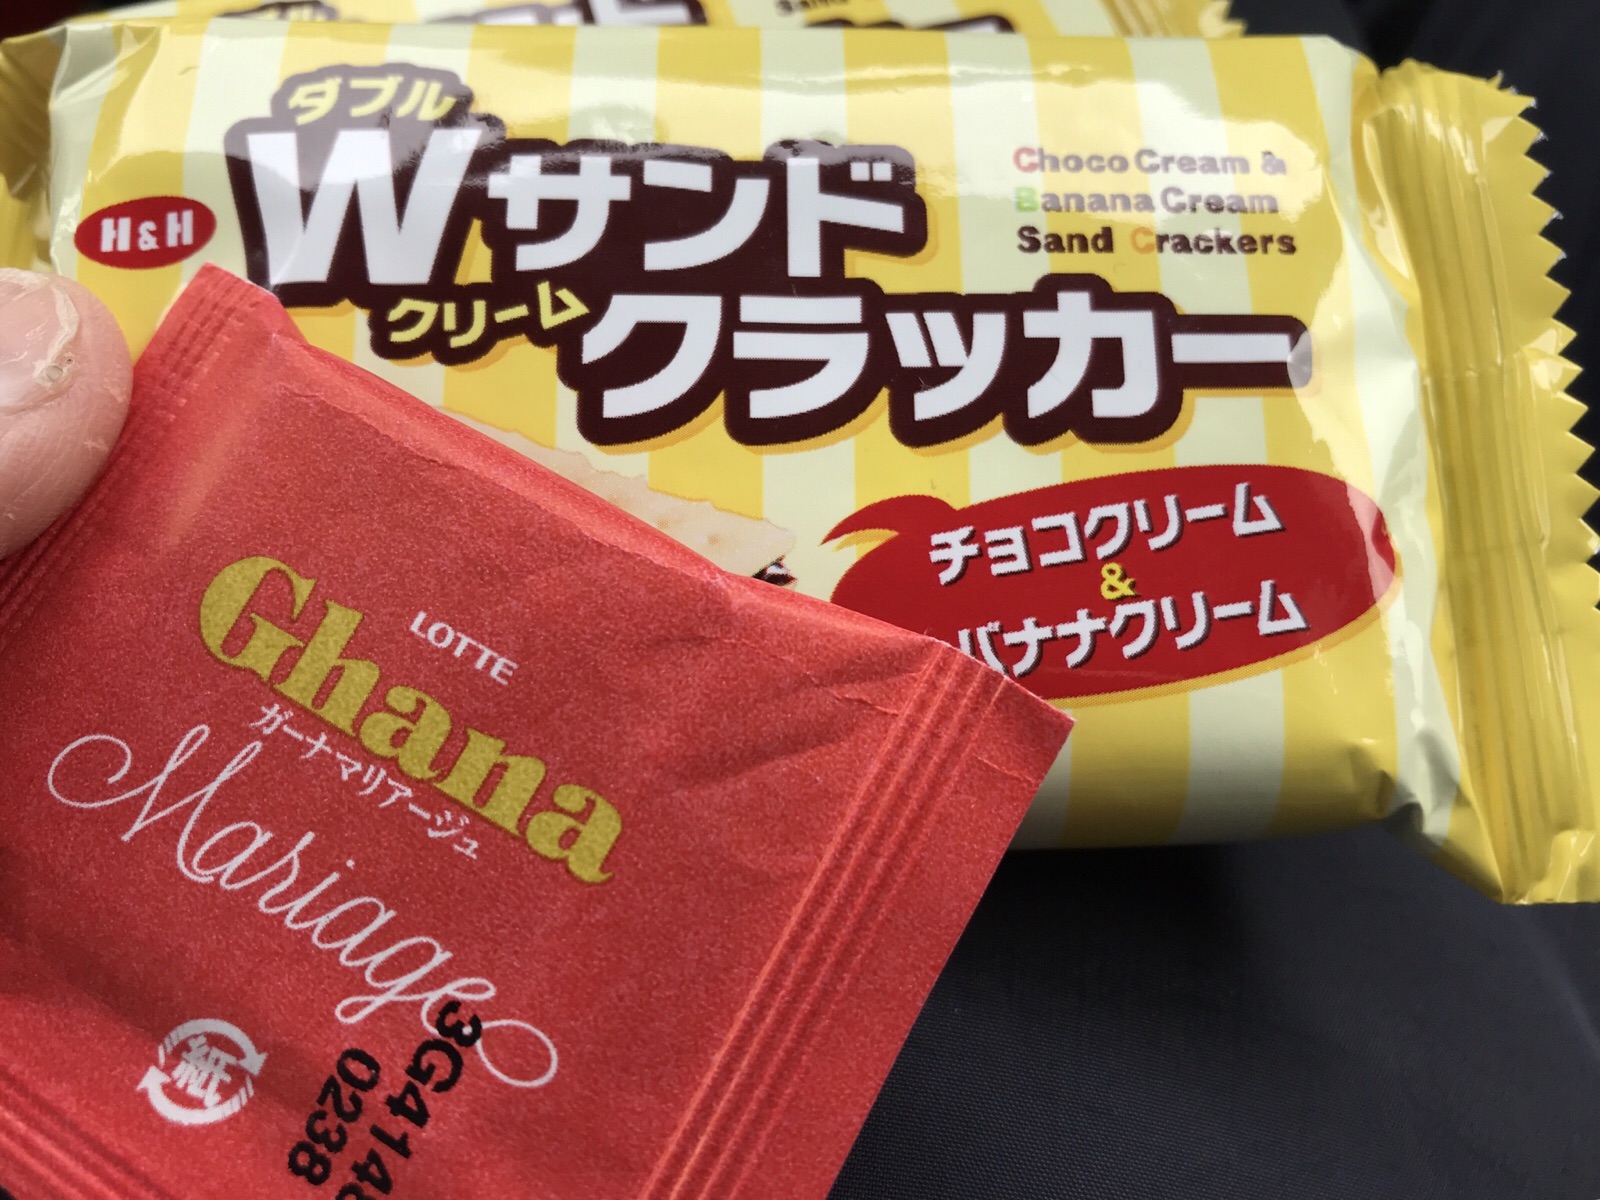 ダブル
Wサンド
クリーム
クラッカー
H&H
Choco Cream &
Banana Cream
Sand Crackers
チョコクリーム
&
バナナクリーム
LOTTE
Ghana
ガーナマリアージュ
Mariage
紙
3G4148
0238